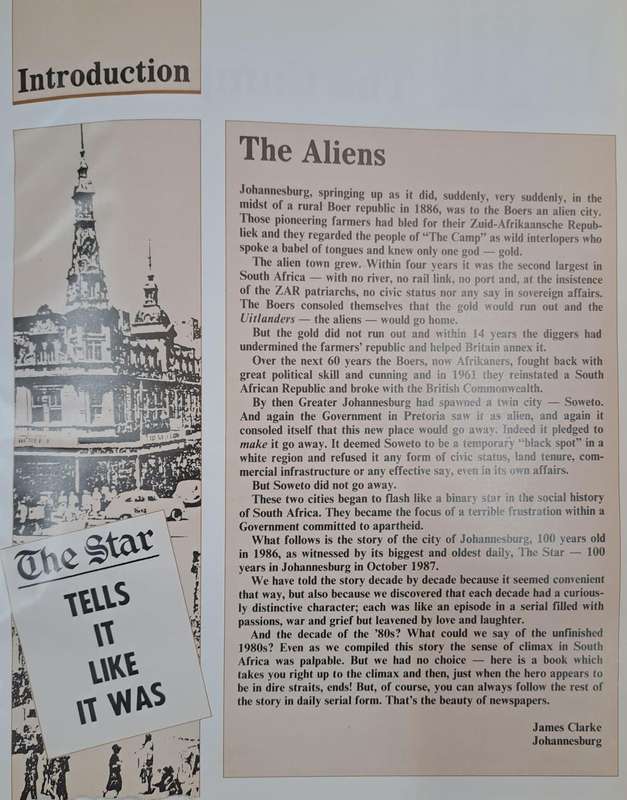 Introduction
The Aliens
Johannesburg, springing up as it did, suddenly, very suddenly, in the
midst of a rural Boer republic in 1886, was to the Boers an alien city.
Those pioneering farmers had bled for their Zuid-Afrikaansche Repub-
liek and they regarded the people of “The Camp” as wild interlopers who
spoke a babel of tongues and knew only one god — gold.
The alien town grew. Within four years it was the second largest in
South Africa — with no river, no rail link, no port and, at the insistence
of the ZAR patriarchs, no civic status nor any say in sovereign affairs.
The Boers consoled themselves that the gold would run out and the
Uitlanders — the aliens — would go home.
But the gold did not run out and within 14 years the diggers had
undermined the farmers’ republic and helped Britain annex it.
Over the next 60 years the Boers, now Afrikaners, fought back with
great political skill and cunning and in 1961 they reinstated a South
African Republic and broke with the British Commonwealth.
By then Greater Johannesburg had spawned a twin city — Soweto.
And again the Government in Pretoria saw it as alien, and again it
consoled itself that this new place would go away. Indeed it pledged to
make it go away. It deemed Soweto to be a temporary “black spot” in a
white region and refused it any form of civic status, land tenure, com-
mercial infrastructure or any effective say, even in its own affairs.
But Soweto did not go away.
These two cities began to flash like a binary star in the social history
of South Africa. They became the focus of a terrible frustration within a
Government committed to apartheid.
What follows is the story of the city of Johannesburg, 100 years old
in 1986, as witnessed by its biggest and oldest daily, The Star — 100
years in Johannesburg in October 1987.
We have told the story decade by decade because it seemed convenient
that way, but also because we discovered that each decade had a curious-
ly distinctive character; each was like an episode in a serial filled with
passions, war and grief but leavened by love and laughter.
And the decade of the ’80s? What could we say of the unfinished
1980s? Even as we compiled this story the sense of climax in South
Africa was palpable. But we had no choice — here is a book which
takes you right up to the climax and then, just when the hero appears to
be in dire straits, ends! But, of course, you can always follow the rest of
the story in daily serial form. That’s the beauty of newspapers.
James Clarke
Johannesburg
The Star
TELLS
IT
LIKE
IT WAS